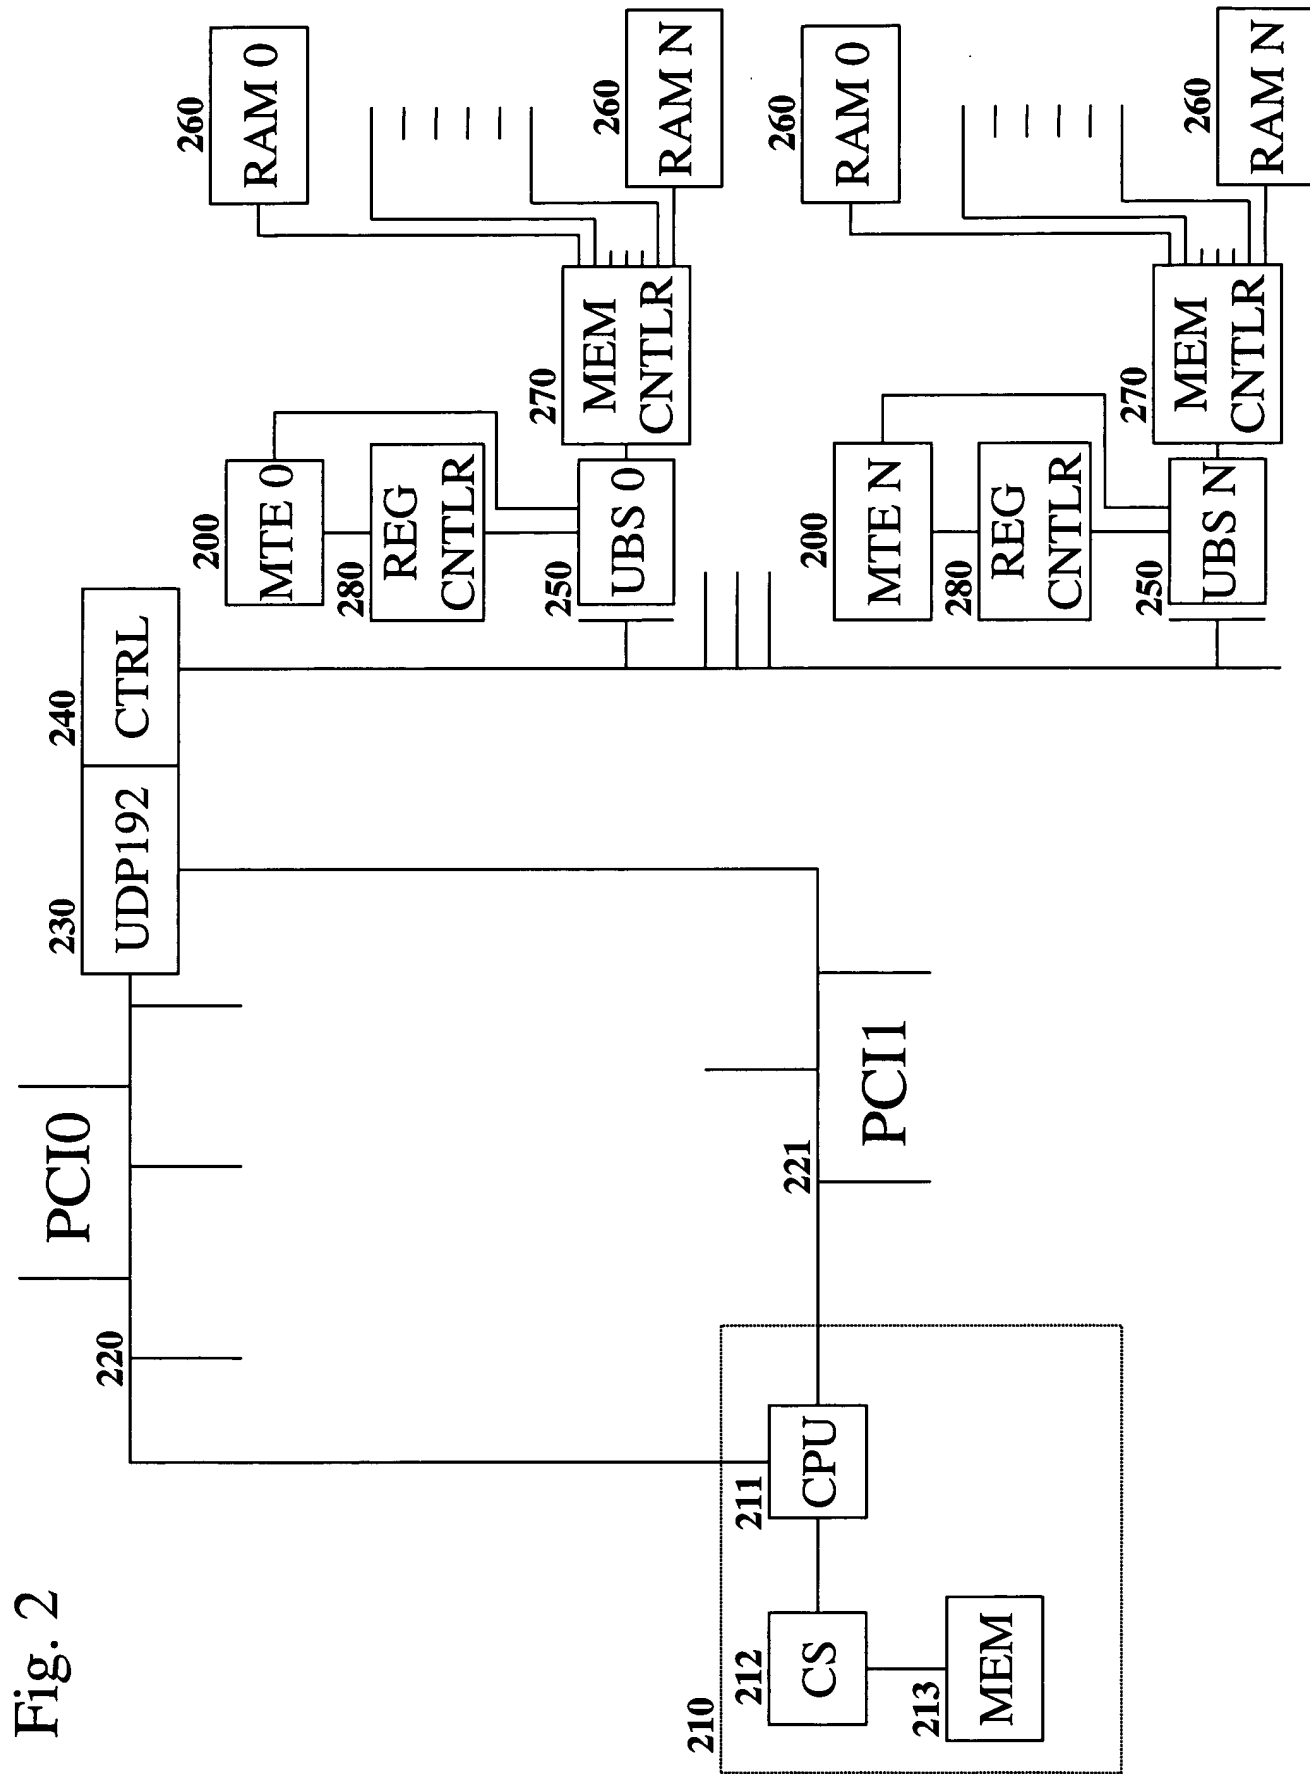 Fig. 2
220
PCI0
230
UDP192
240
CTRL
200
MTE 0
280
REG
CNTLR
250
UBS 0
270
MEM
CNTLR
260
RAM 0
260
RAM N
200
MTE N
280
REG
CNTLR
250
UBS N
270
MEM
CNTLR
260
RAM 0
260
RAM N
210
212
CS
213
MEM
211
CPU
221
PCI1